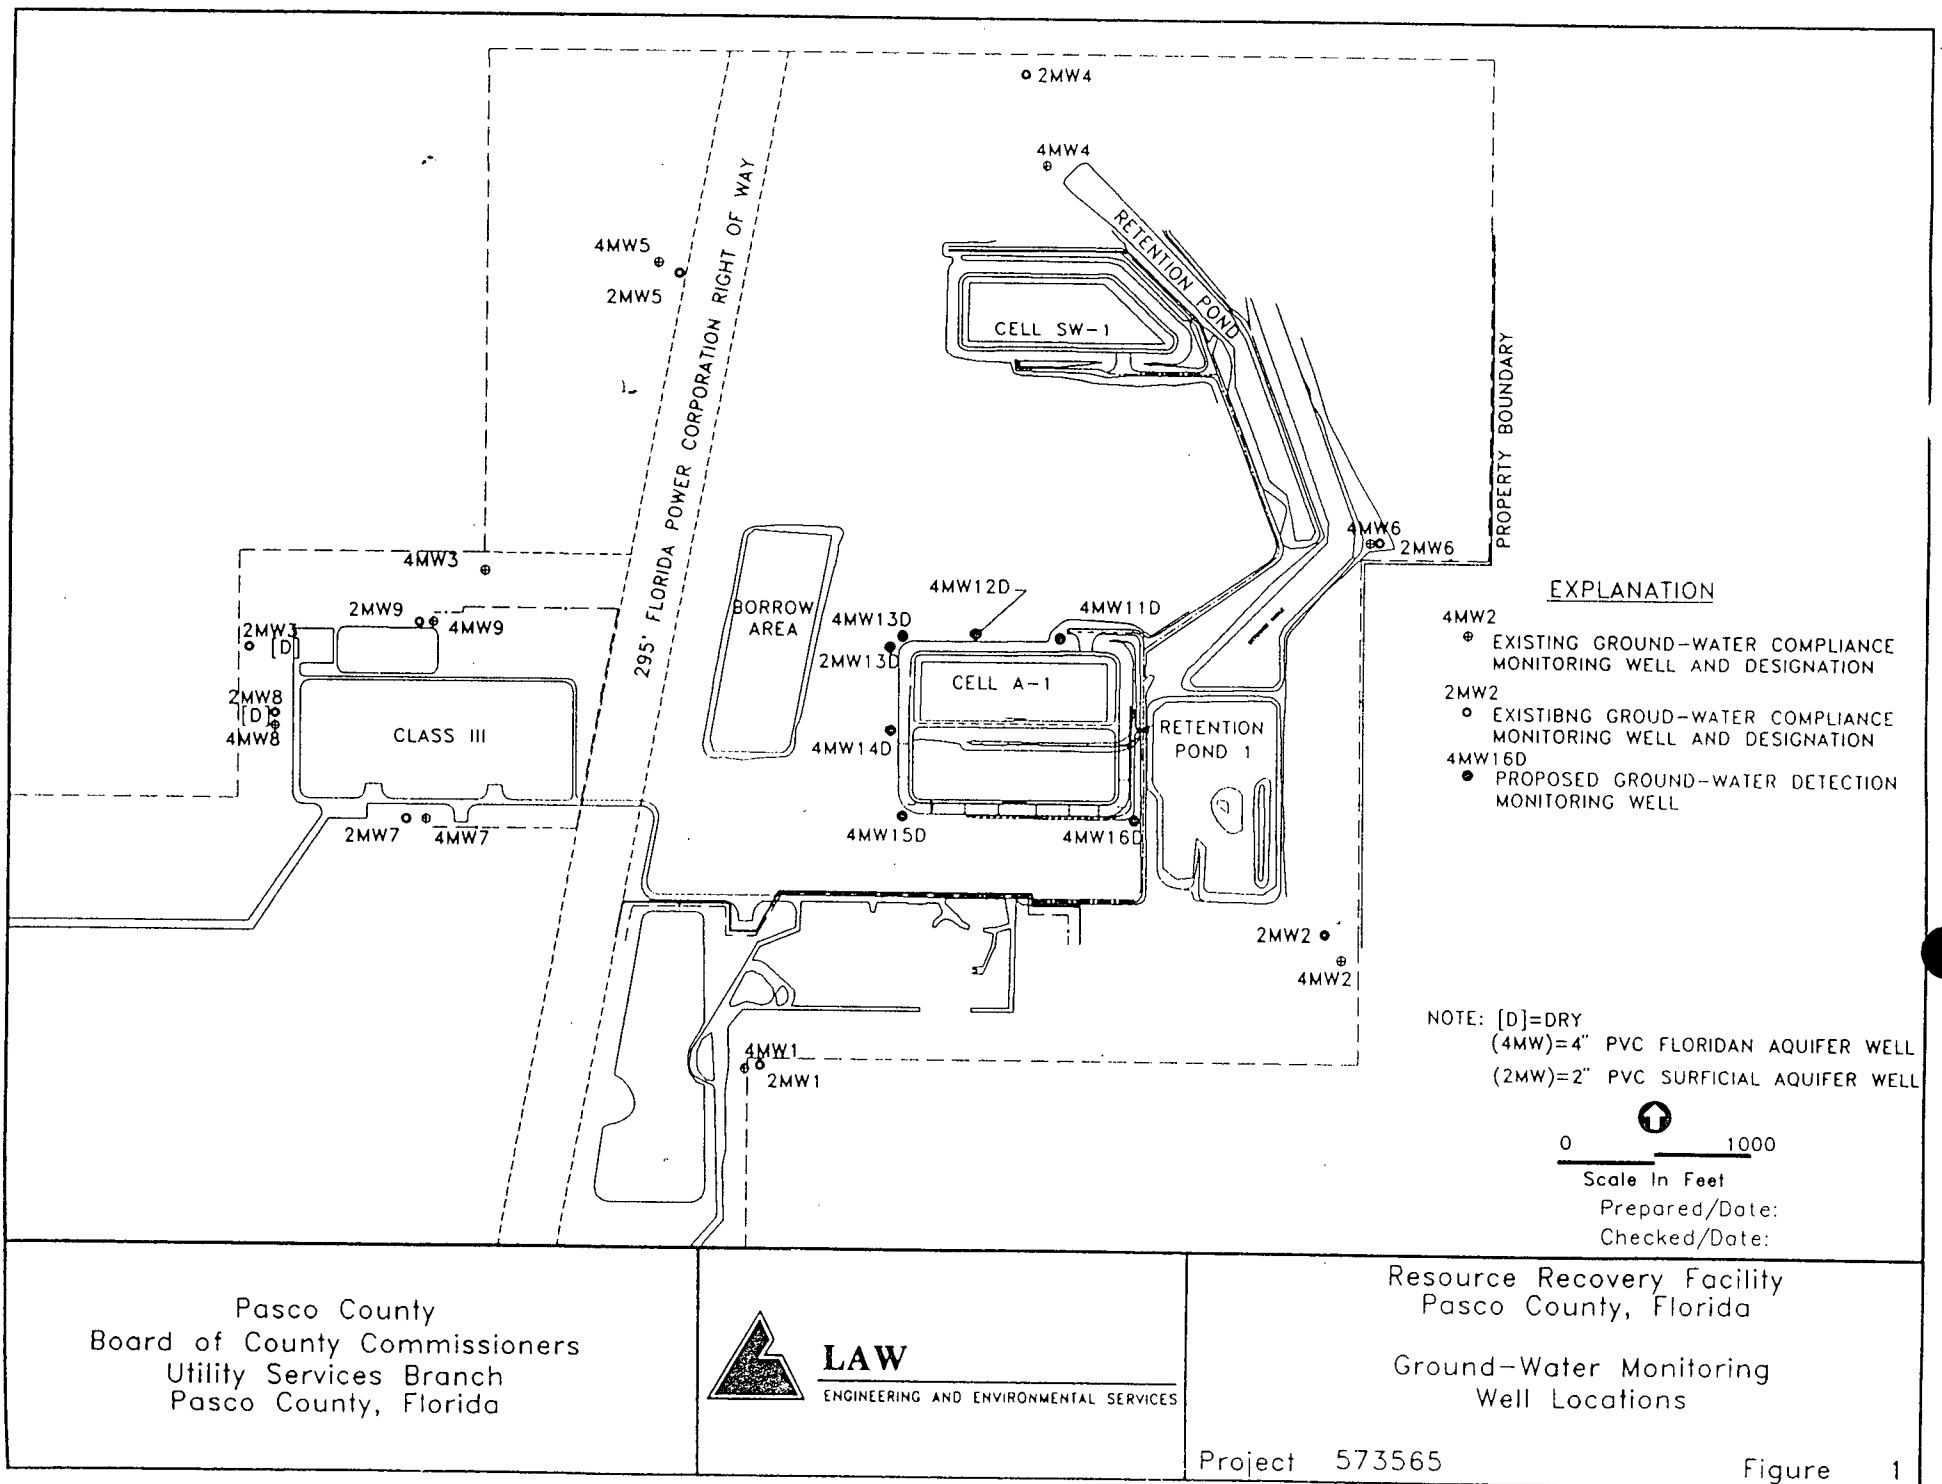 2MW4
4MW4
RETENTION POND
4MW5
2MW5
CELL SW-1
295' FLORIDA POWER CORPORATION RIGHT OF WAY
PROPERTY BOUNDARY
4MW6
2MW6
4MW3
2MW9
4MW9
2MW3
[D]
2MW8
[D]
4MW8
CLASS III
2MW7
4MW7
BORROW
AREA
4MW12D
4MW11D
4MW13D
2MW13D
CELL A-1
4MW14D
RETENTION
POND 1
4MW15D
4MW16D
2MW2
4MW2
4MW1
2MW1
EXPLANATION
4MW2
EXISTING GROUND-WATER COMPLIANCE
MONITORING WELL AND DESIGNATION
2MW2
EXISTIBNG GROUD-WATER COMPLIANCE
MONITORING WELL AND DESIGNATION
4MW16D
PROPOSED GROUND-WATER DETECTION
MONITORING WELL
NOTE: [D]=DRY
(4MW)=4" PVC FLORIDAN AQUIFER WELL
(2MW)=2" PVC SURFICIAL AQUIFER WELL
0 1000
Scale In Feet
Prepared/Date:
Checked/Date:
Pasco County
Board of County Commissioners
Utility Services Branch
Pasco County, Florida
LAW
ENGINEERING AND ENVIRONMENTAL SERVICES
Resource Recovery Facility
Pasco County, Florida
Ground-Water Monitoring
Well Locations
Project 573565
Figure 1